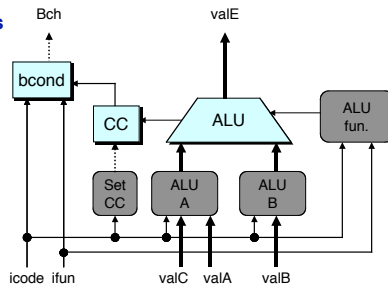 s
Bch
valE
bcond
CC
ALU
ALU
fun.
Set
CC
ALU
A
ALU
B
icode ifun
valC valA valB